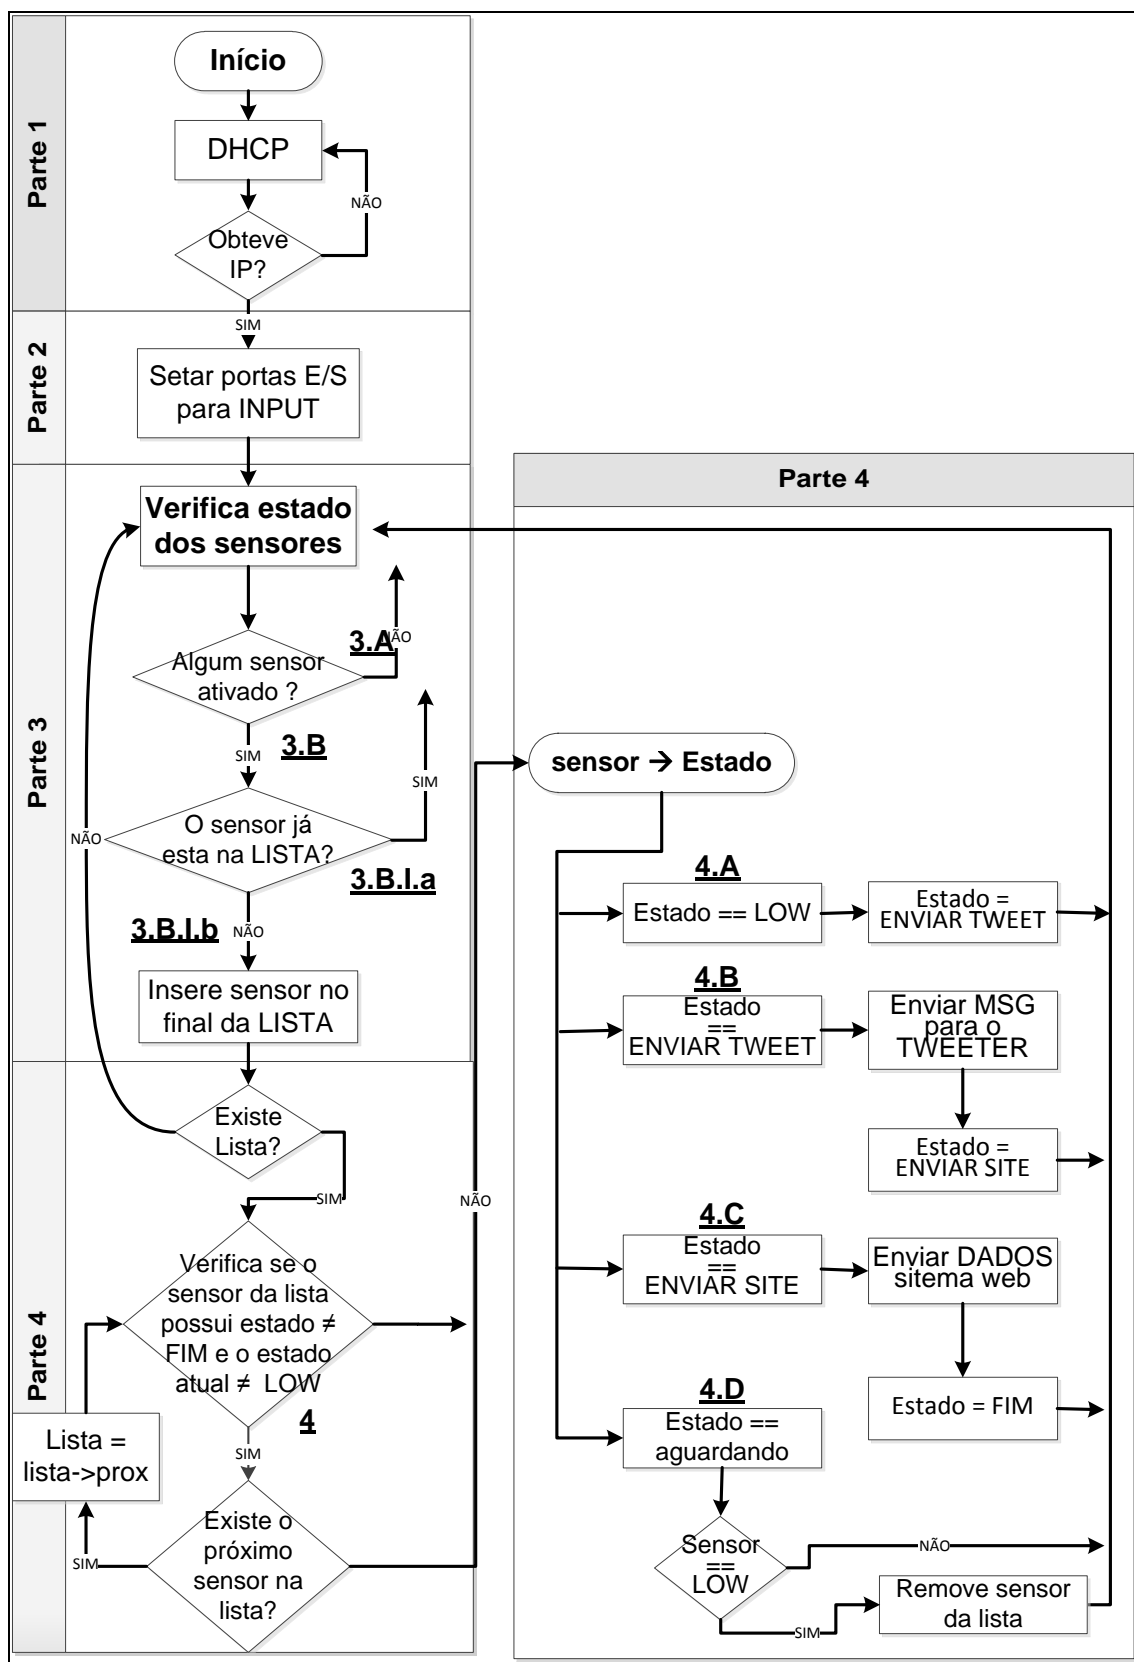 Parte 1
Início
DHCP
NÃO
Obteve
IP?
SIM
Parte 2
Setar portas E/S
para INPUT
Parte 3
Verifica estado
dos sensores
3.A
NÃO
Algum sensor
ativado ?
SIM
3.B
SIM
O sensor já
esta na LISTA?
NÃO
3.B.I.a
3.B.I.b
NÃO
Insere sensor no
final da LISTA
Parte 4
Existe
Lista?
SIM
NÃO
Verifica se o
sensor da lista
possui estado ≠
FIM e o estado
atual ≠ LOW
4
SIM
Lista =
lista->prox
SIM
Existe o
próximo
sensor na
lista?
Parte 4
sensor → Estado
4.A
Estado == LOW
Estado =
ENVIAR TWEET
4.B
Estado
==
ENVIAR TWEET
Enviar MSG
para o
TWEETER
Estado =
ENVIAR SITE
4.C
Estado
==
ENVIAR SITE
Enviar DADOS
sitema web
Estado = FIM
4.D
Estado ==
aguardando
Sensor
==
LOW
NÃO
SIM
Remove sensor
da lista